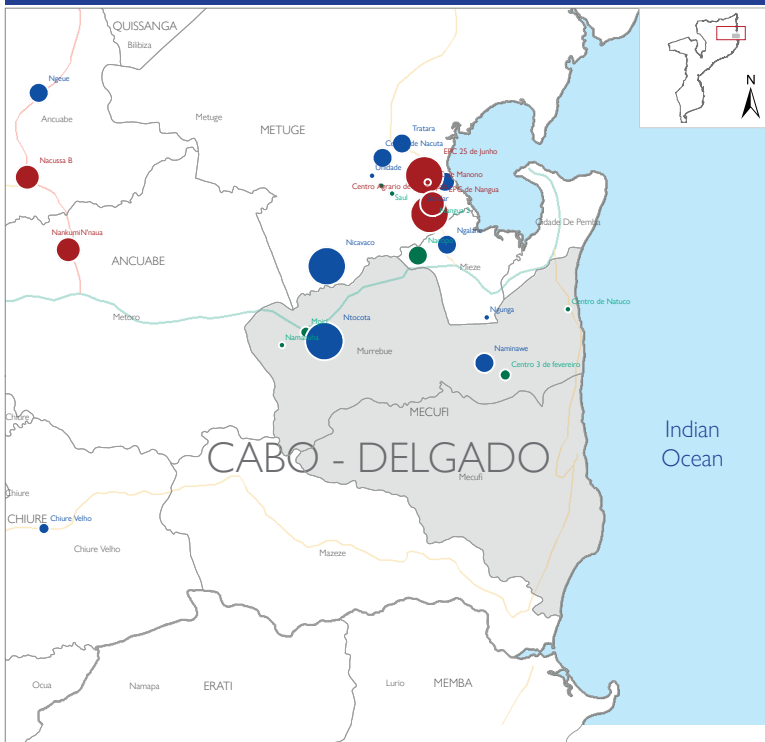 QUISSANGA
Bilibiza
N
Ngeue
Ancuabe
Metuge
METUGE
Tratara
Nacuta
EPC 25 de Junho
Nacussa B
Unidade
Manono
Centro Agrario de
EPC de Nangua
Saul
Cidade De Pemba
NankumiN'naua
Nicavaco
Ngalane
ANCUABE
Mieze
Metoro
Centro de Natuco
Ngunga
Ntocota
Murrebue
Naminawe
Centro 3 de fevereiro
MECUFI
Chiure
Indian
Ocean
CABO - DELGADO
Mecufi
Chiure
CHIURE
Chiure Velho
Chiure Velho
Mazeze
Ocua
Namapa
ERATI
Lurio
MEMBA